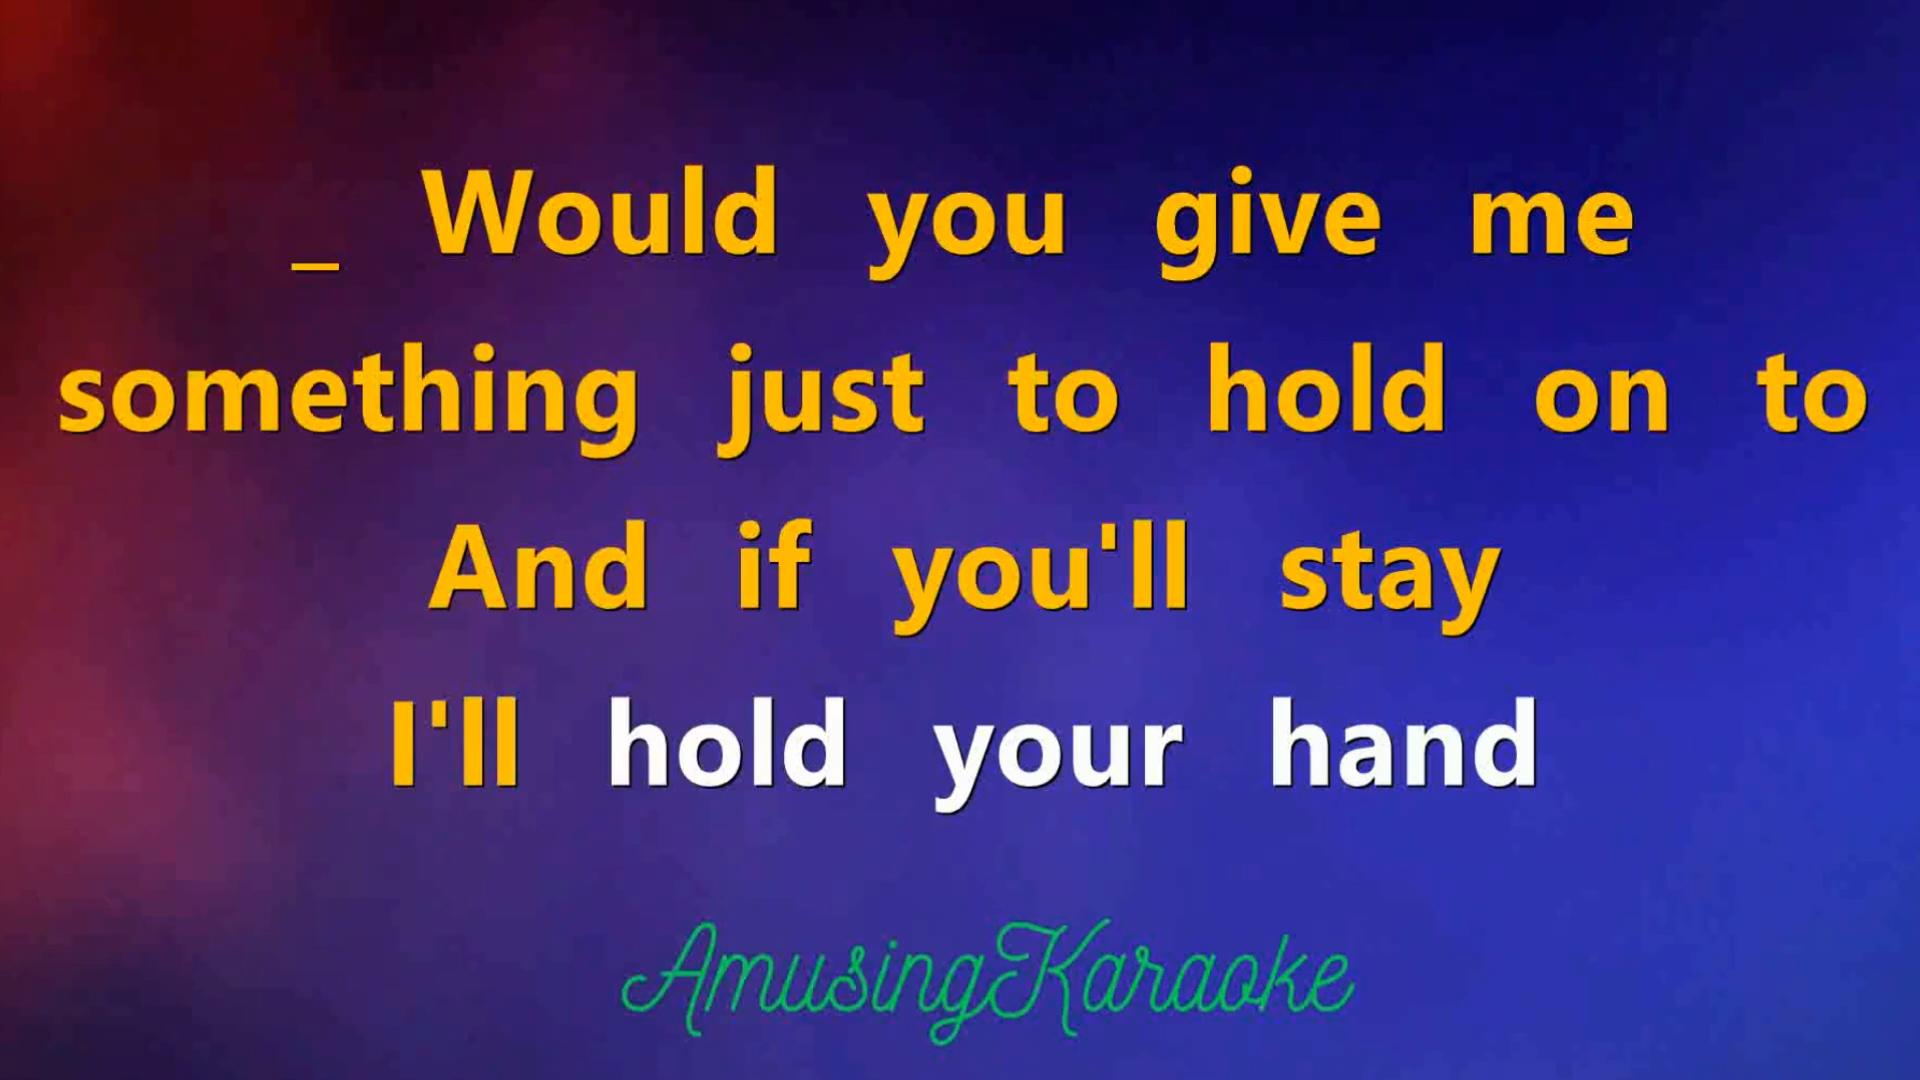 _ Would you give me
something just to hold on to
And if you'll stay
I'll hold your hand
AmusingKaraoke